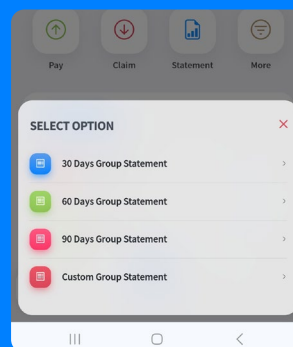 Pay Claim Statement More
SELECT OPTION
30 Days Group Statement
60 Days Group Statement
90 Days Group Statement
Custom Group Statement